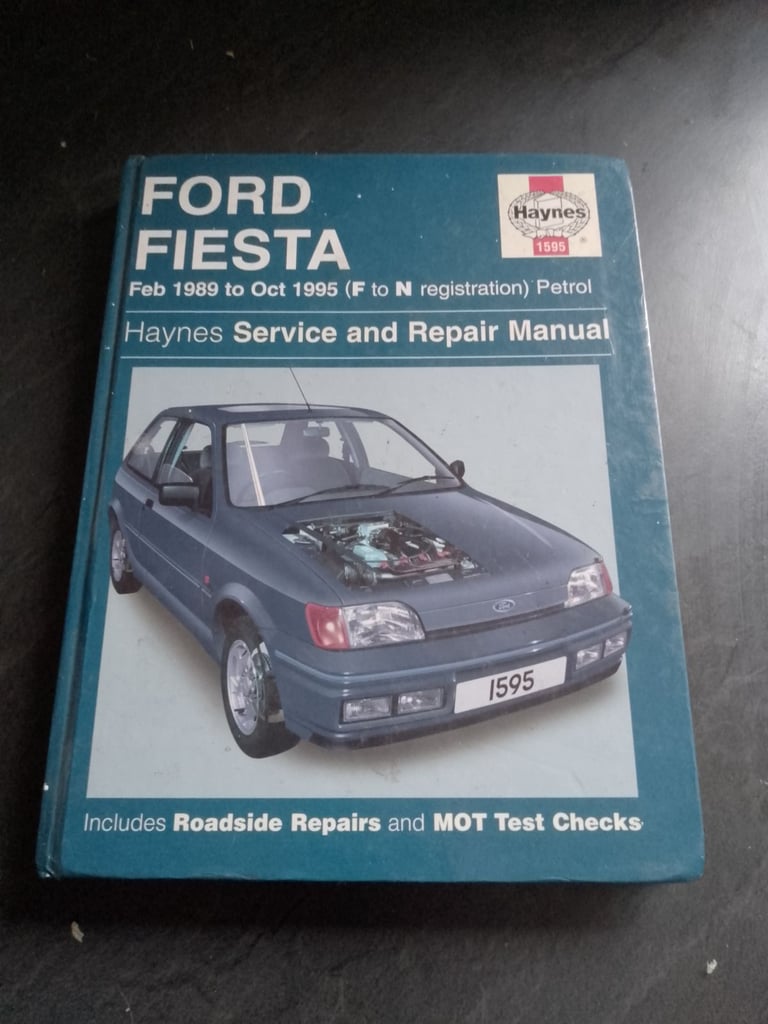 FORD
FIESTA
Haynes
®
1595
Feb 1989 to Oct 1995 (F to N registration) Petrol
Haynes Service and Repair Manual
Ford
1595
Includes Roadside Repairs and MOT Test Checks